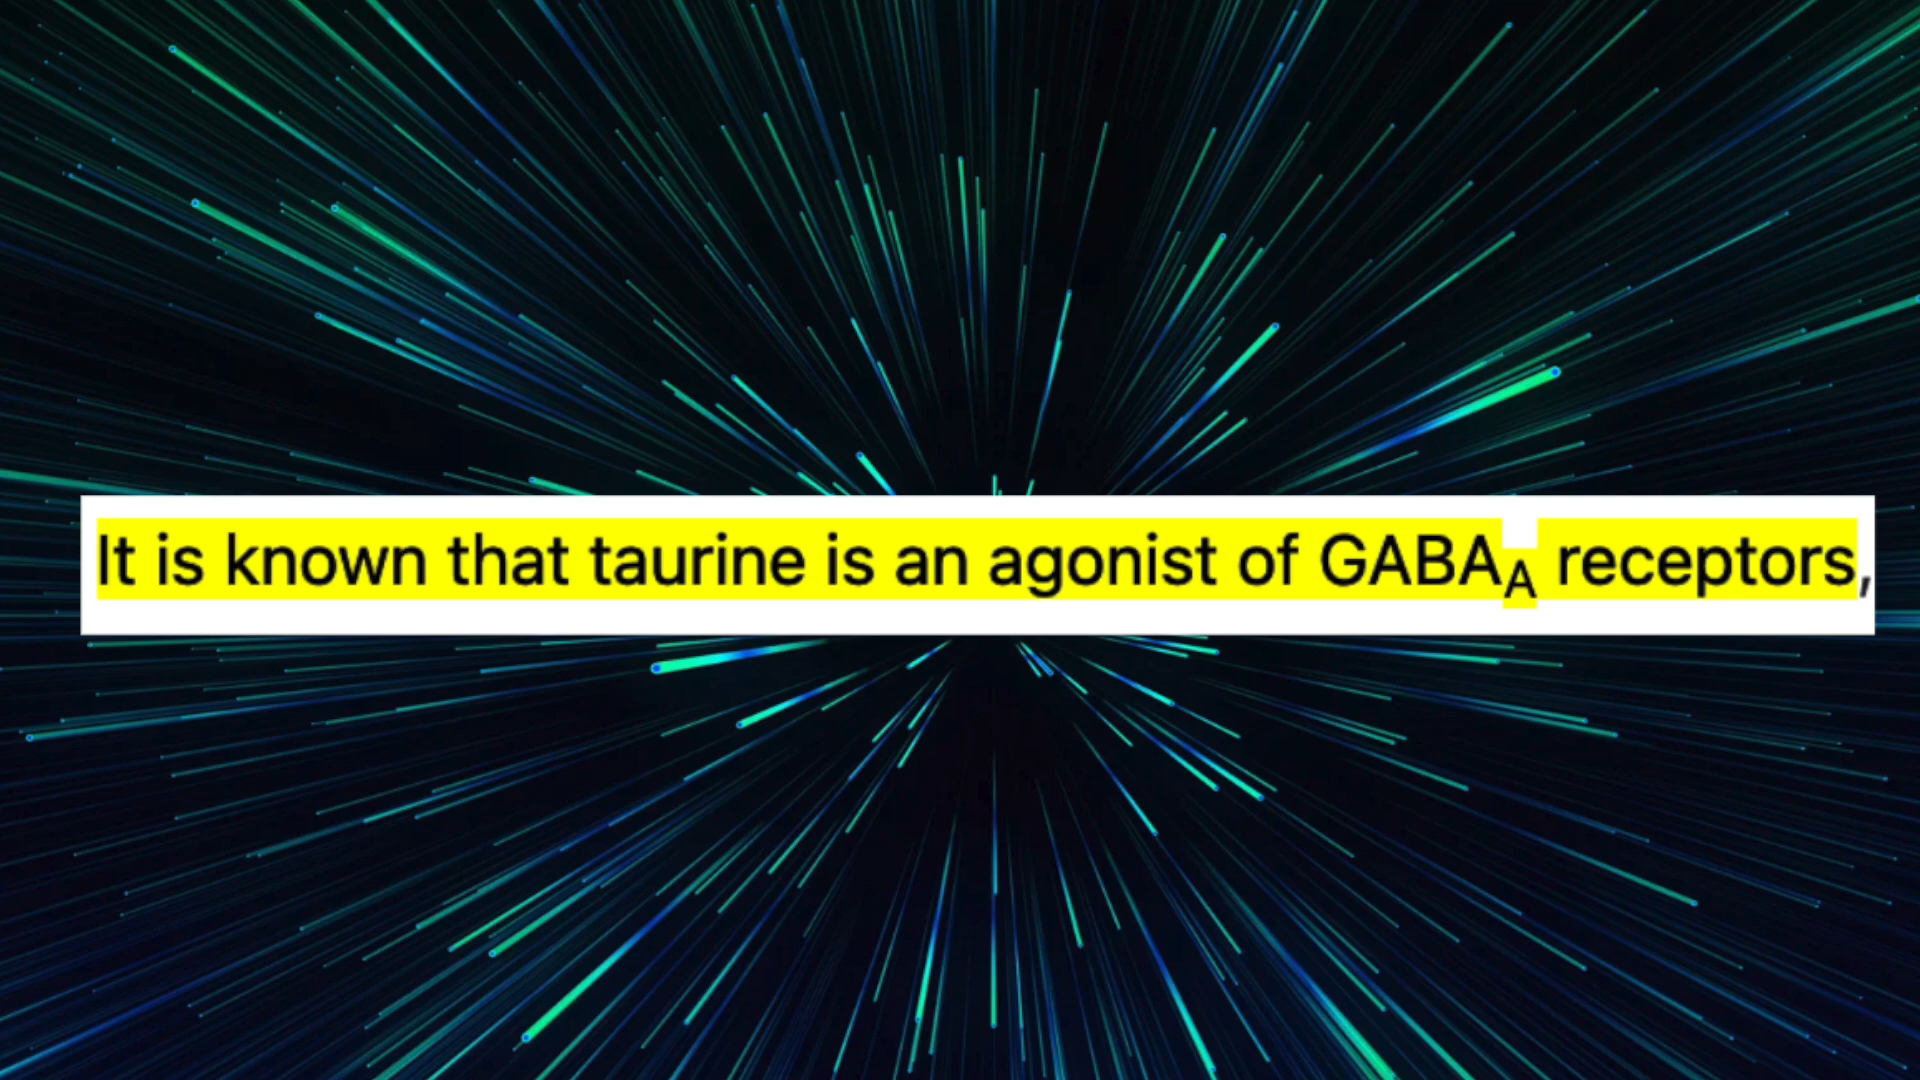 It is known that taurine is an agonist of GABAA receptors,